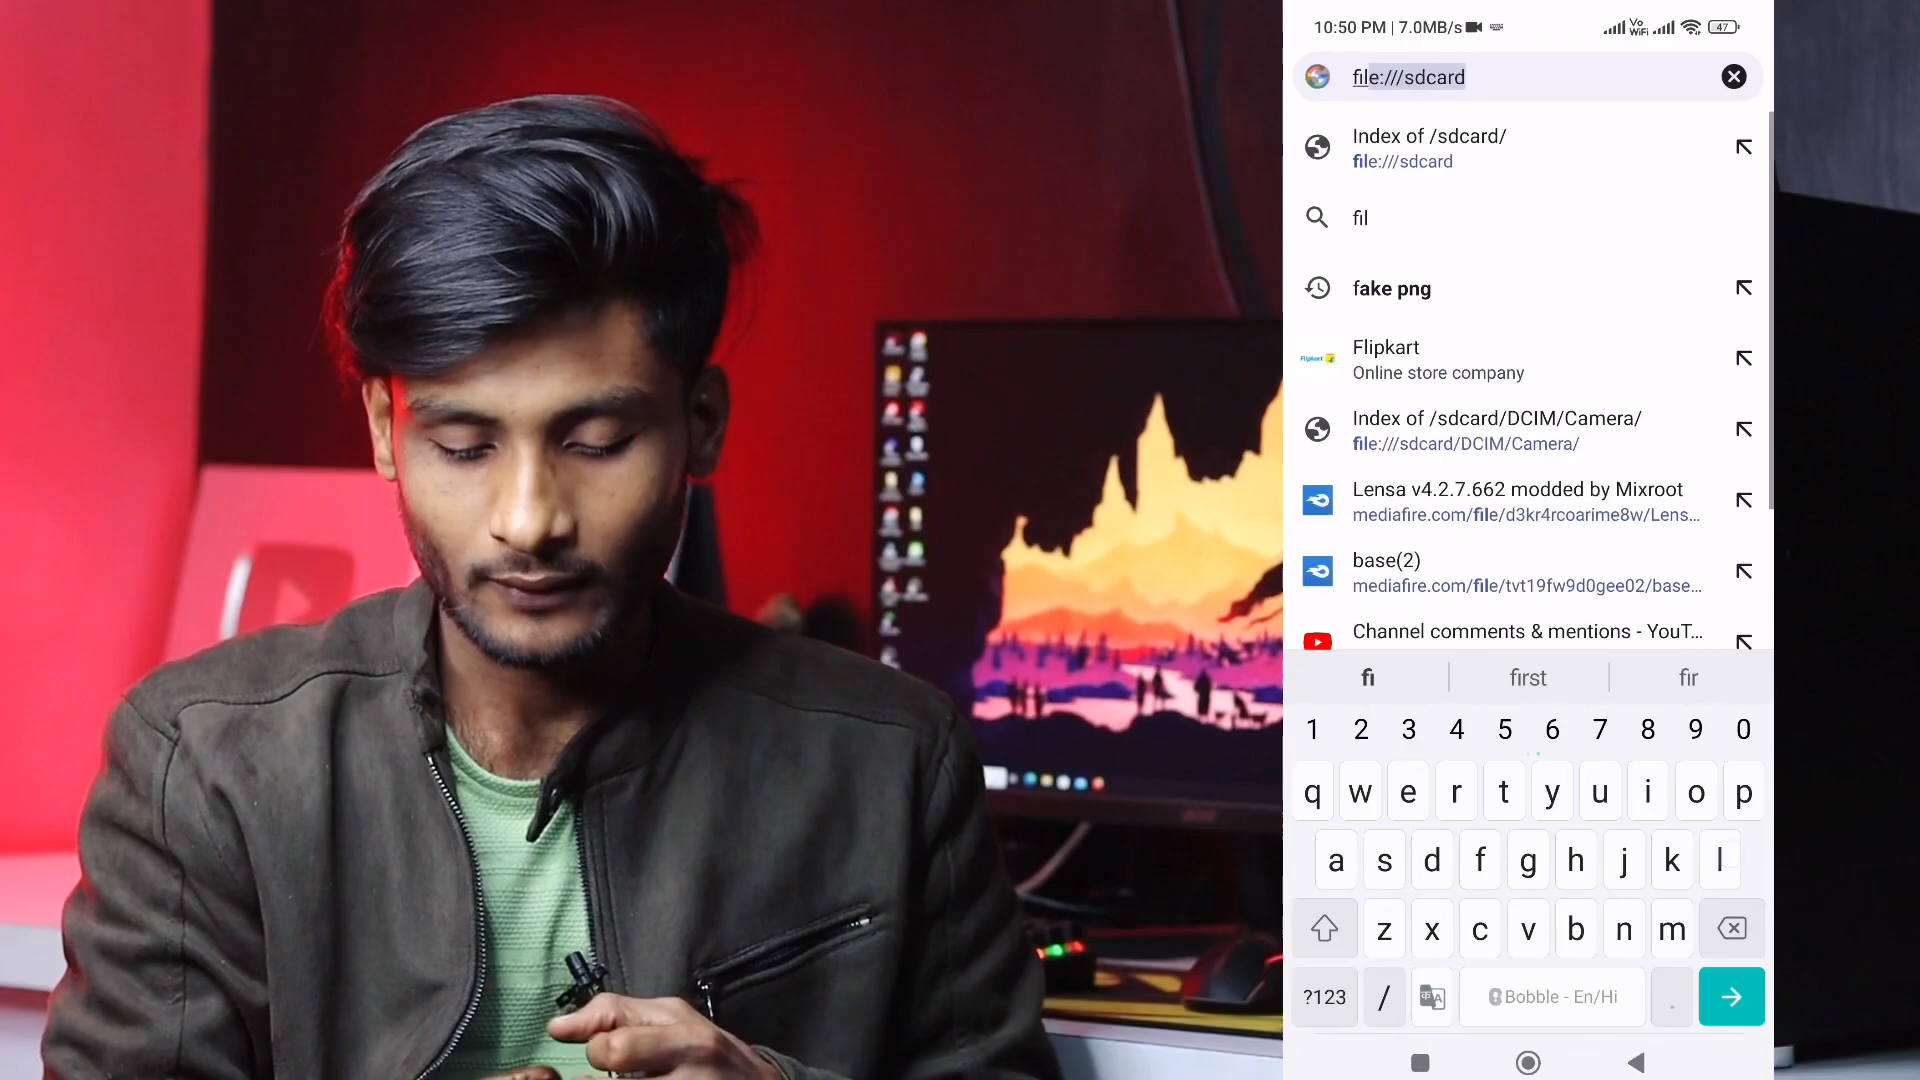 10:50 PM | 7.0MB/s
Vo
WiFi
47
file:///sdcard
Index of /sdcard/
file:///sdcard
fil
fake png
Flipkart
Flipkart
Online store company
Index of /sdcard/DCIM/Camera/
file:///sdcard/DCIM/Camera/
Lensa v4.2.7.662 modded by Mixroot
mediafire.com/file/d3kr4rcoarime8w/Lens...
base(2)
mediafire.com/file/tvt19fw9d0gee02/base...
Channel comments & mentions - YouT...
fi first fir
1 2 3 4 5 6 7 8 9 0
q w e r t y u i o p
a s d f g h j k l
z x c v b n m
?123 / Bobble - En/Hi .